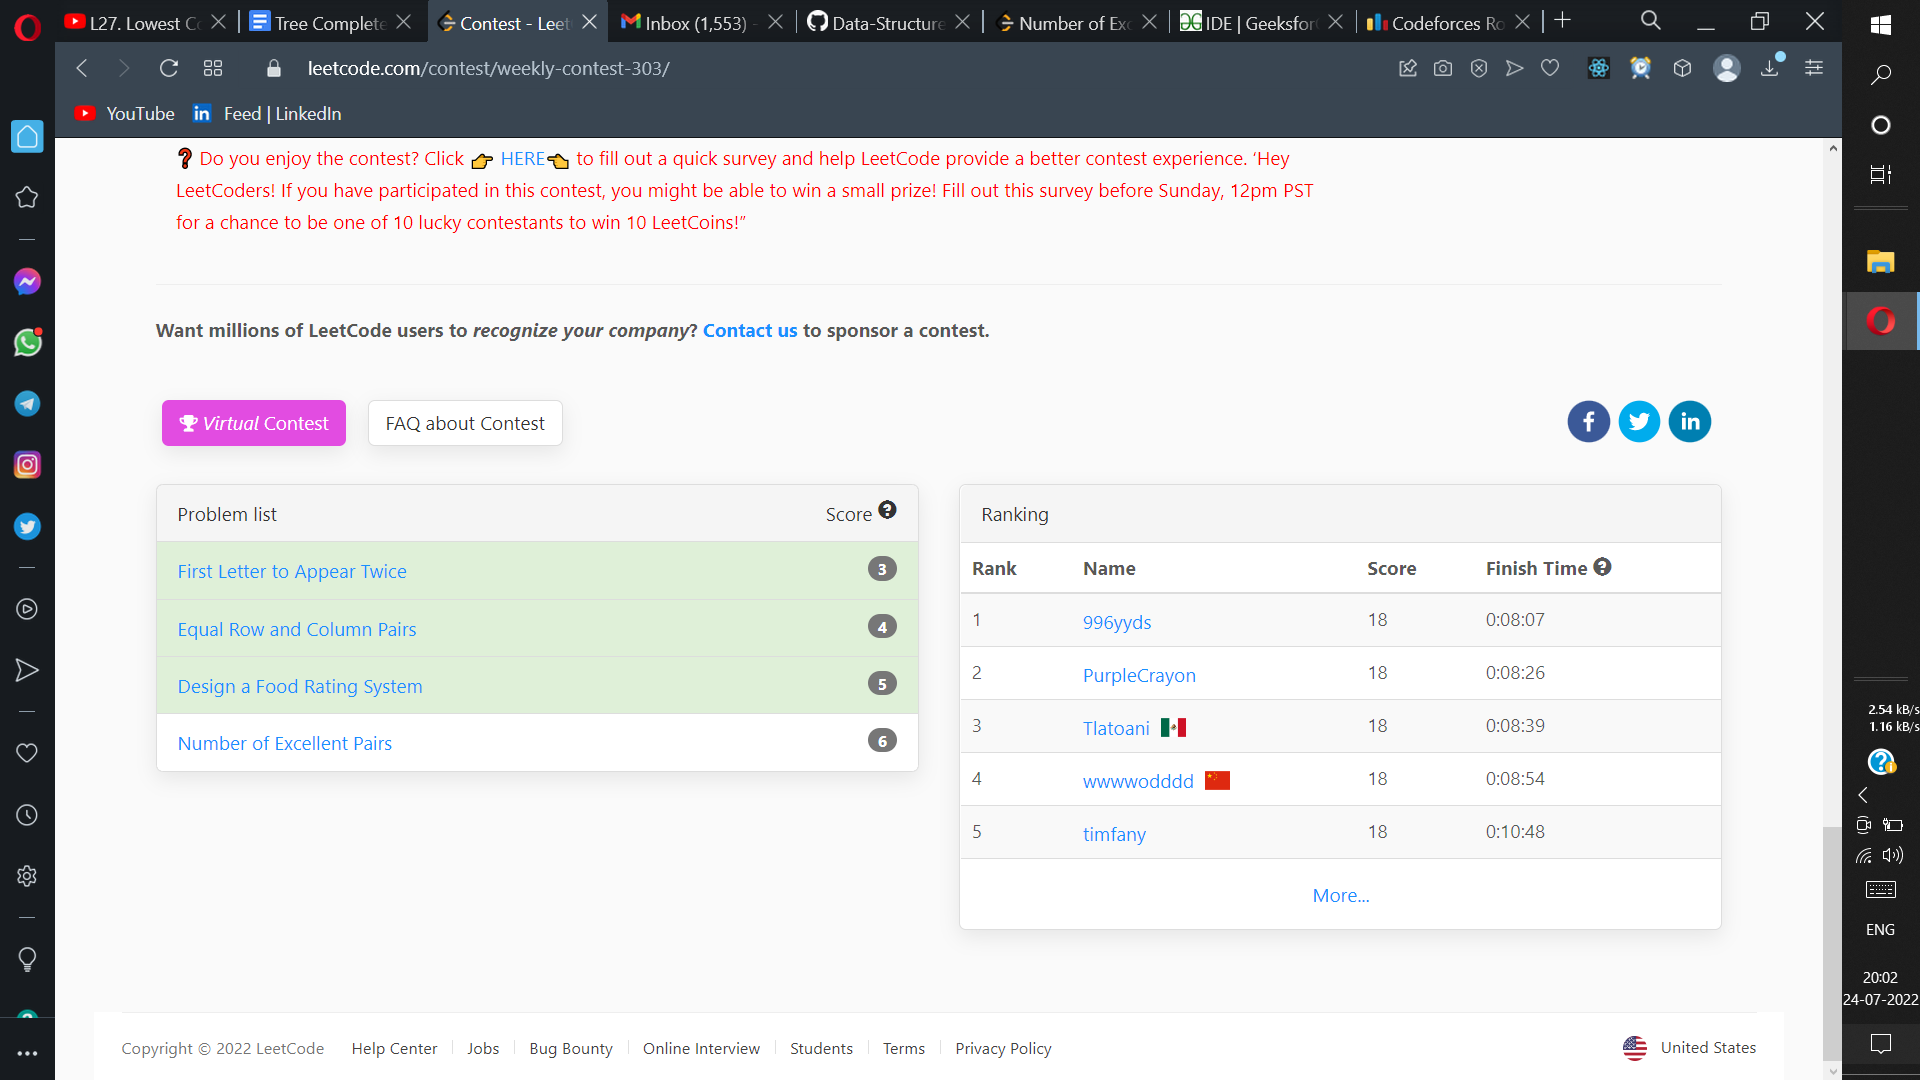 L27. Lowest Co
Tree Complete
Contest - Leet
Inbox (1,553) -
Data-Structure
Number of Exc
IDE | Geeksfor
Codeforces Ro
leetcode.com/contest/weekly-contest-303/
YouTube
Feed | LinkedIn
❓ Do you enjoy the contest? Click 👉 HERE👈 to fill out a quick survey and help LeetCode provide a better contest experience. ‘Hey
LeetCoders! If you have participated in this contest, you might be able to win a small prize! Fill out this survey before Sunday, 12pm PST
for a chance to be one of 10 lucky contestants to win 10 LeetCoins!”
Want millions of LeetCode users to recognize your company? Contact us to sponsor a contest.
Virtual Contest
FAQ about Contest
Problem list Score
First Letter to Appear Twice 3
Equal Row and Column Pairs 4
Design a Food Rating System 5
Number of Excellent Pairs 6
Ranking
Rank Name Score Finish Time
1 996yyds 18 0:08:07
2 PurpleCrayon 18 0:08:26
3 Tlatoani 18 0:08:39
4 wwwwodddd 18 0:08:54
5 timfany 18 0:10:48
More...
Copyright © 2022 LeetCode Help Center Jobs Bug Bounty Online Interview Students Terms Privacy Policy
United States
2.54 kB/s
1.16 kB/s
ENG
20:02
24-07-2022